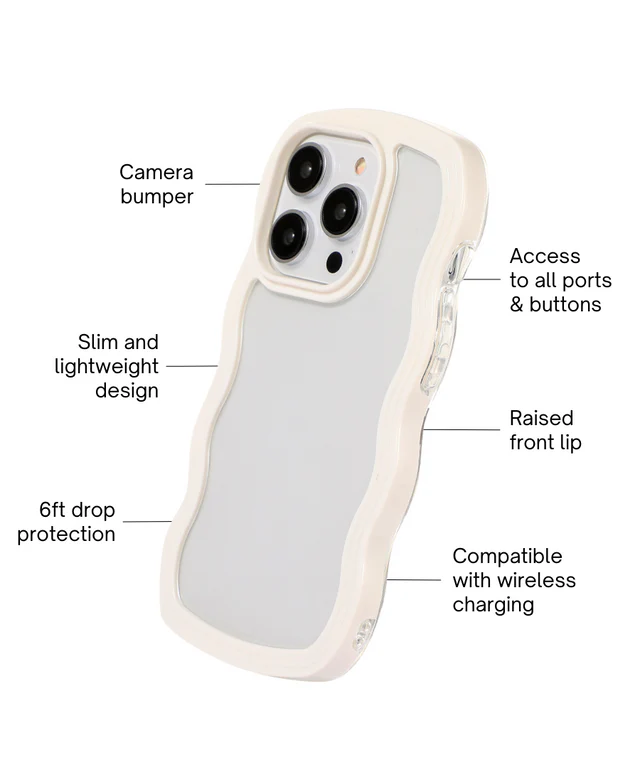 Camera
bumper
Access
to all ports
& buttons
Slim and
lightweight
design
Raised
front lip
6ft drop
protection
Compatible
with wireless
charging